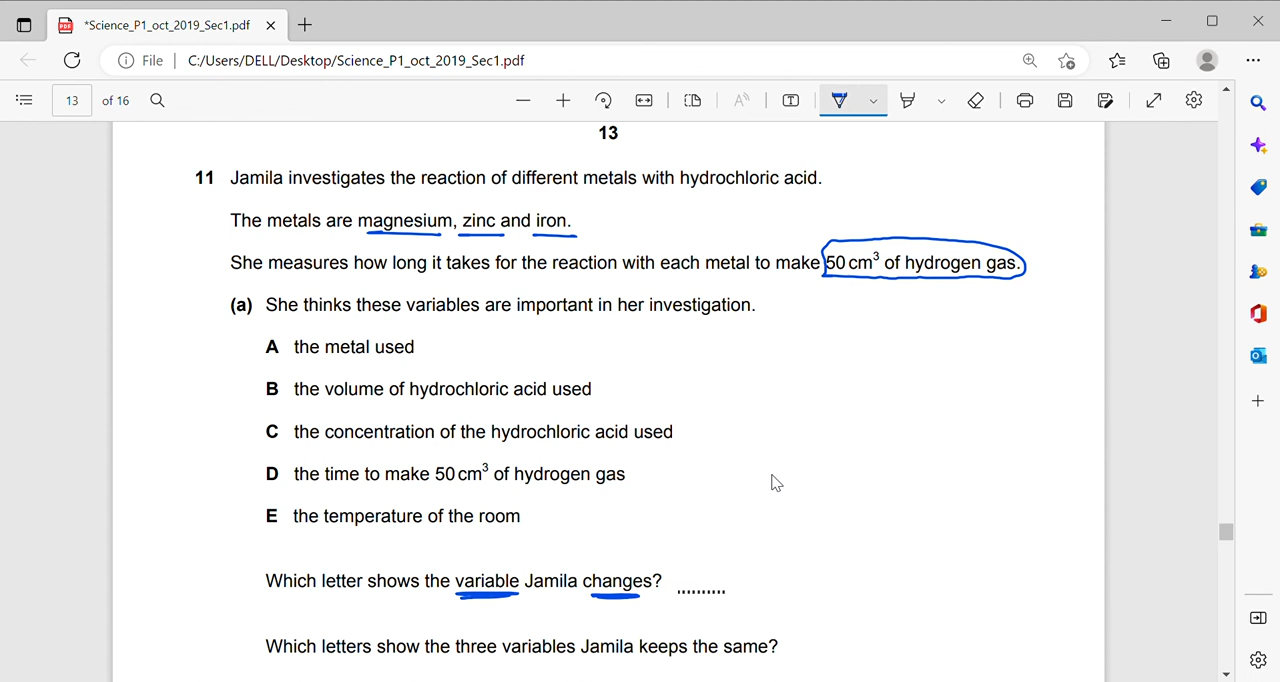 *Science_P1_oct_2019_Sec1.pdf
File | C:/Users/DELL/Desktop/Science_P1_oct_2019_Sec1.pdf
13 of 16
13
11 Jamila investigates the reaction of different metals with hydrochloric acid.
The metals are magnesium, zinc and iron.
She measures how long it takes for the reaction with each metal to make 50 cm³ of hydrogen gas.
(a) She thinks these variables are important in her investigation.
A the metal used
B the volume of hydrochloric acid used
C the concentration of the hydrochloric acid used
D the time to make 50 cm³ of hydrogen gas
E the temperature of the room
Which letter shows the variable Jamila changes? ..........
Which letters show the three variables Jamila keeps the same?